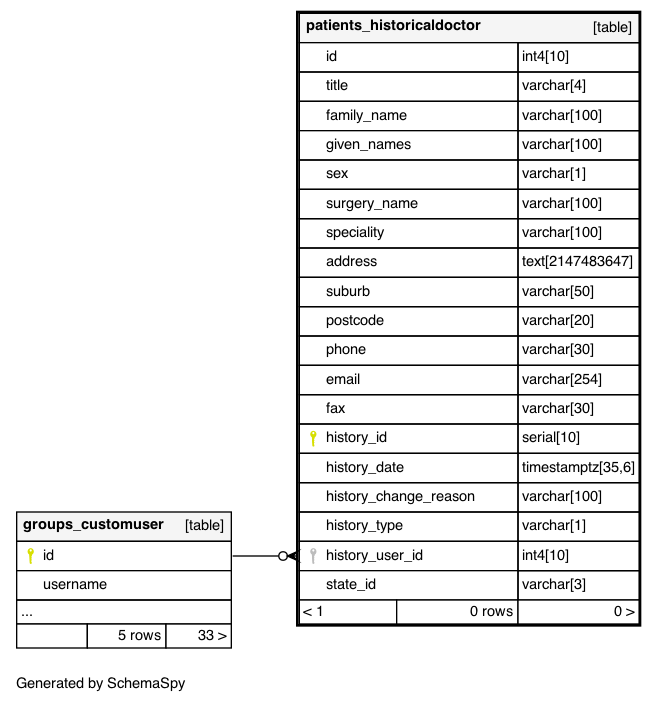 patients_historicaldoctor [table]
id int4[10]
title varchar[4]
family_name varchar[100]
given_names varchar[100]
sex varchar[1]
surgery_name varchar[100]
speciality varchar[100]
address text[2147483647]
suburb varchar[50]
postcode varchar[20]
phone varchar[30]
email varchar[254]
fax varchar[30]
history_id serial[10]
history_date timestamptz[35,6]
history_change_reason varchar[100]
history_type varchar[1]
history_user_id int4[10]
state_id varchar[3]
< 1 0 rows 0 >
groups_customuser [table]
id
username
...
5 rows 33 >
Generated by SchemaSpy